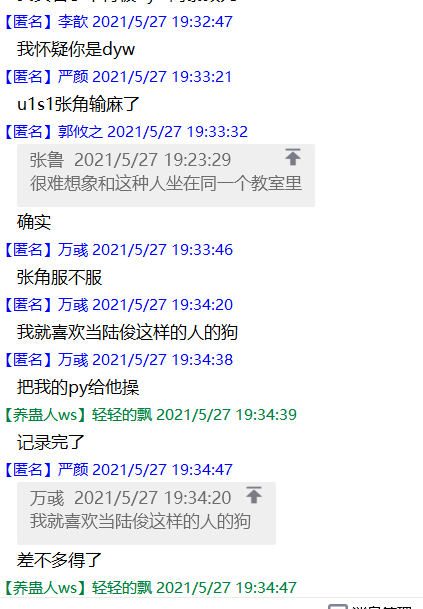 【匿名】李歆 2021/5/27 19:32:47
我怀疑你是dyw
【匿名】严颜 2021/5/27 19:33:21
u1s1张角输麻了
【匿名】郭攸之 2021/5/27 19:33:32
张鲁 2021/5/27 19:23:29
很难想象和这种人坐在同一个教室里
确实
【匿名】万彧 2021/5/27 19:33:46
张角服不服
【匿名】万彧 2021/5/27 19:34:20
我就喜欢当陆俊这样的人的狗
【匿名】万彧 2021/5/27 19:34:38
把我的py给他操
【养蛊人ws】轻轻的飘 2021/5/27 19:34:39
记录完了
【匿名】严颜 2021/5/27 19:34:47
万彧 2021/5/27 19:34:20
我就喜欢当陆俊这样的人的狗
差不多得了
【养蛊人ws】轻轻的飘 2021/5/27 19:34:47